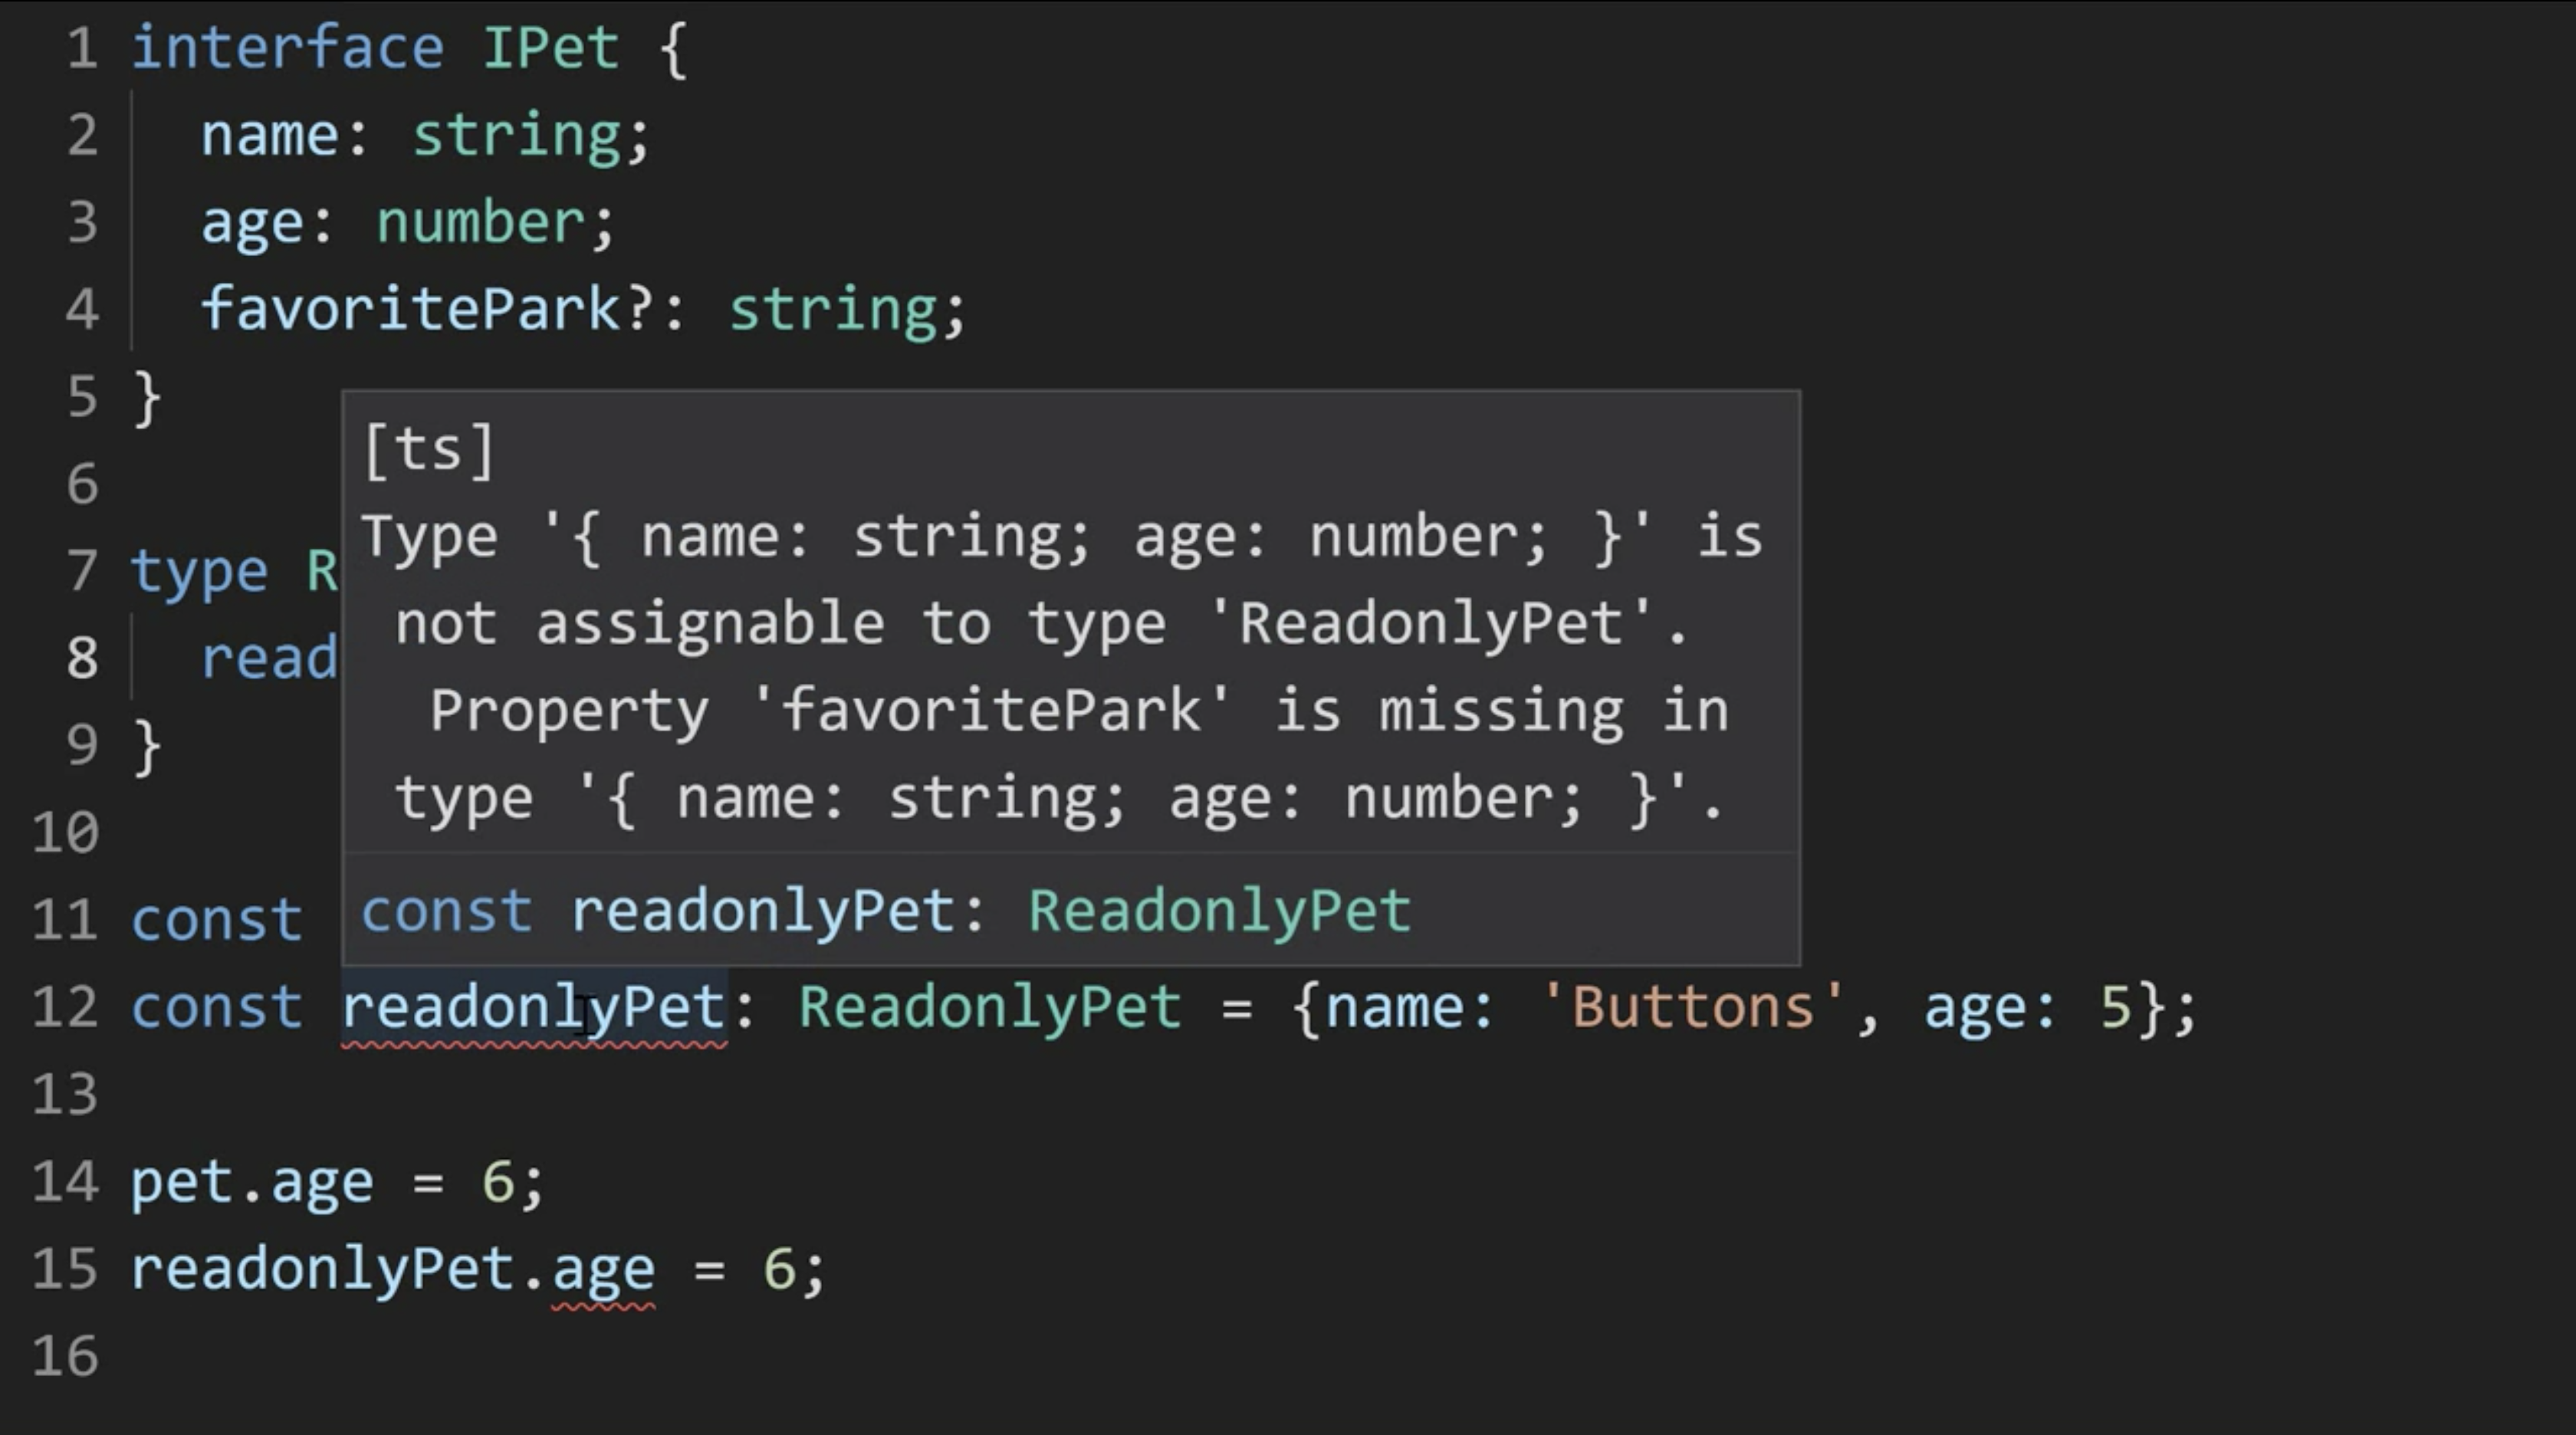 1 interface IPet {
2 name: string;
3 age: number;
4 favoritePark?: string;
5 }
6
7 type R
8 read
9 }
10
11 const
[ts]
Type '{ name: string; age: number; }' is
not assignable to type 'ReadonlyPet'.
Property 'favoritePark' is missing in
type '{ name: string; age: number; }'.
const readonlyPet: ReadonlyPet
12 const readonlyPet: ReadonlyPet = {name: 'Buttons', age: 5};
13
14 pet.age = 6;
15 readonlyPet.age = 6;
16